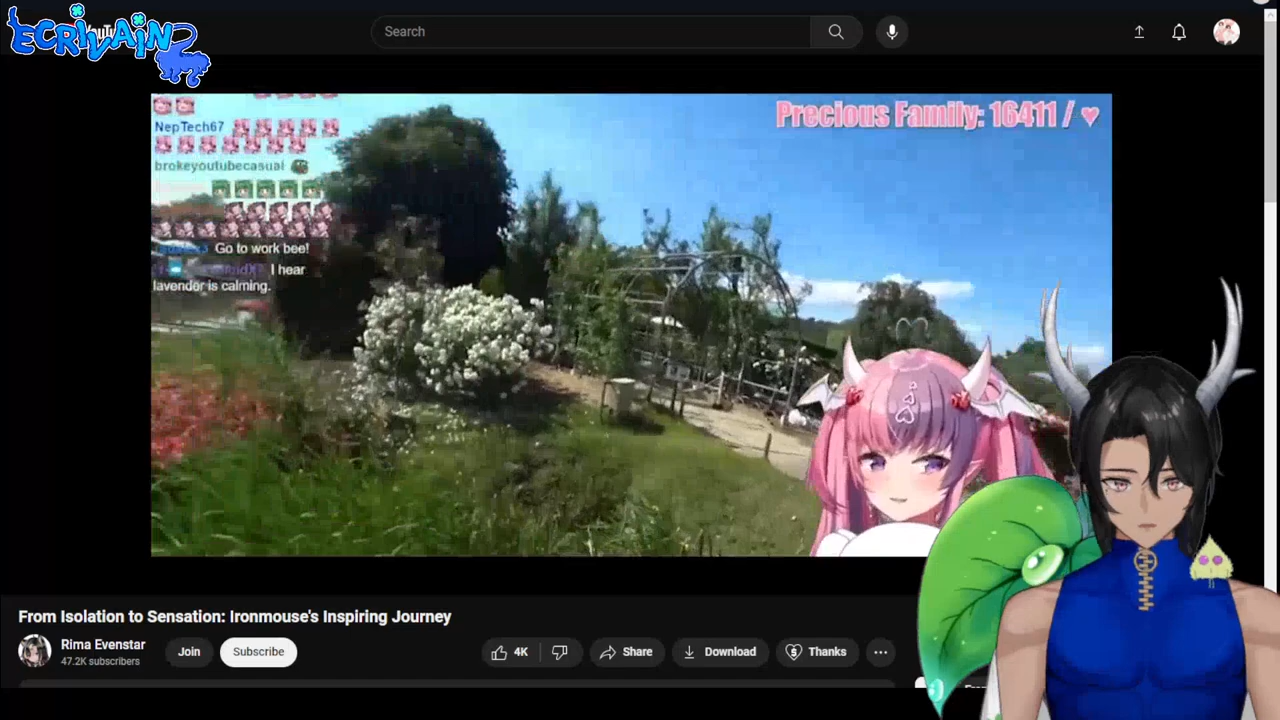 ECRIVAIN
Search
Precious Family: 16411 / ♥
NepTech67
brokeyoutubecasual
Go to work bee!
I hear
lavender is calming.
From Isolation to Sensation: Ironmouse's Inspiring Journey
Rima Evenstar
47.2K subscribers
Join
Subscribe
4K
Share
Download
Thanks